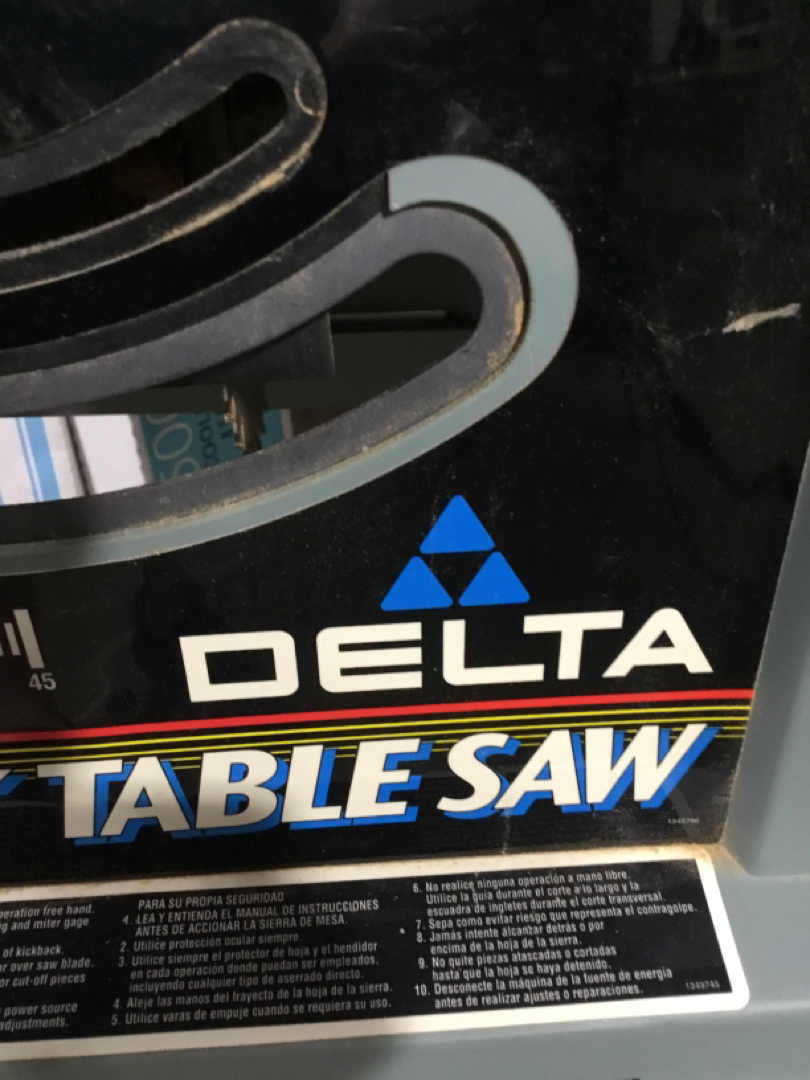 45
DELTA
TABLE SAW
1345790
peration free hand.
g and miter gage
of kickback.
r over saw blade.
or cut-off pieces
power source
adjustments.
PARA SU PROPIA SEGURIDAD
4. LEA Y ENTIENDA EL MANUAL DE INSTRUCCIONES
ANTES DE ACCIONAR LA SIERRA DE MESA.
2. Utilice protección ocular siempre.
3. Utilice siempre el protector de hoja y el hendidor
en cada operación donde puedan ser empleados,
incluyendo cualquier tipo de aserrado directo.
4. Aleje las manos del trayecto de la hoja de la sierra.
5. Utilice varas de empuje cuando se requiera su uso.
6. No realice ninguna operación a mano libre.
Utilice la guía durante el corte a lo largo y la
escuadra de ingletes durante el corte transversal.
7. Sepa como evitar riesgo que representa el contragolpe.
8. Jamás intente alcanzar detrás o por
encima de la hoja de la sierra.
9. No quite piezas atascadas o cortadas
hasta que la hoja se haya detenido.
10. Desconecte la máquina de la fuente de energía
antes de realizar ajustes o reparaciones.
1349743